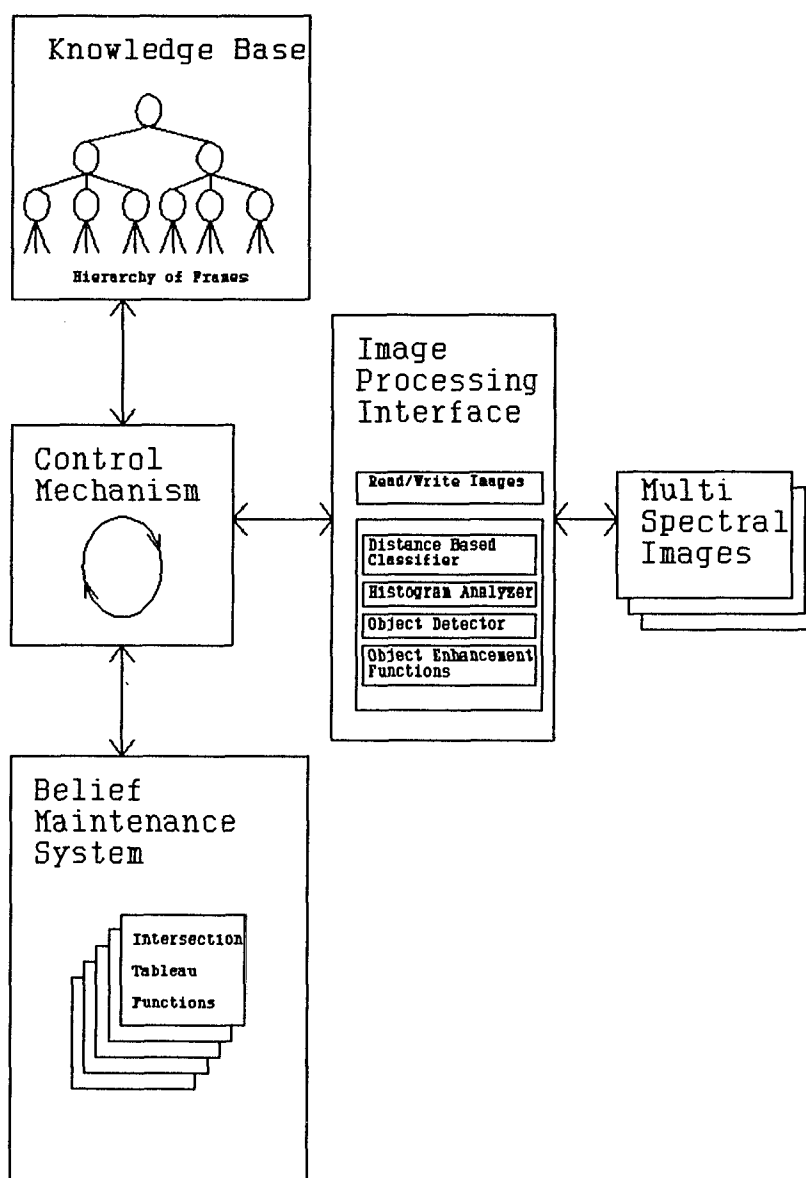 Knowledge Base
Hierarchy of Frames
Control
Mechanism
Image
Processing
Interface
Read/Write Images
Distance Based
Classifier
Histogram Analyzer
Object Detector
Object Enhancement
Functions
Multi
Spectral
Images
Belief
Maintenance
System
Intersection
Tableau
Functions